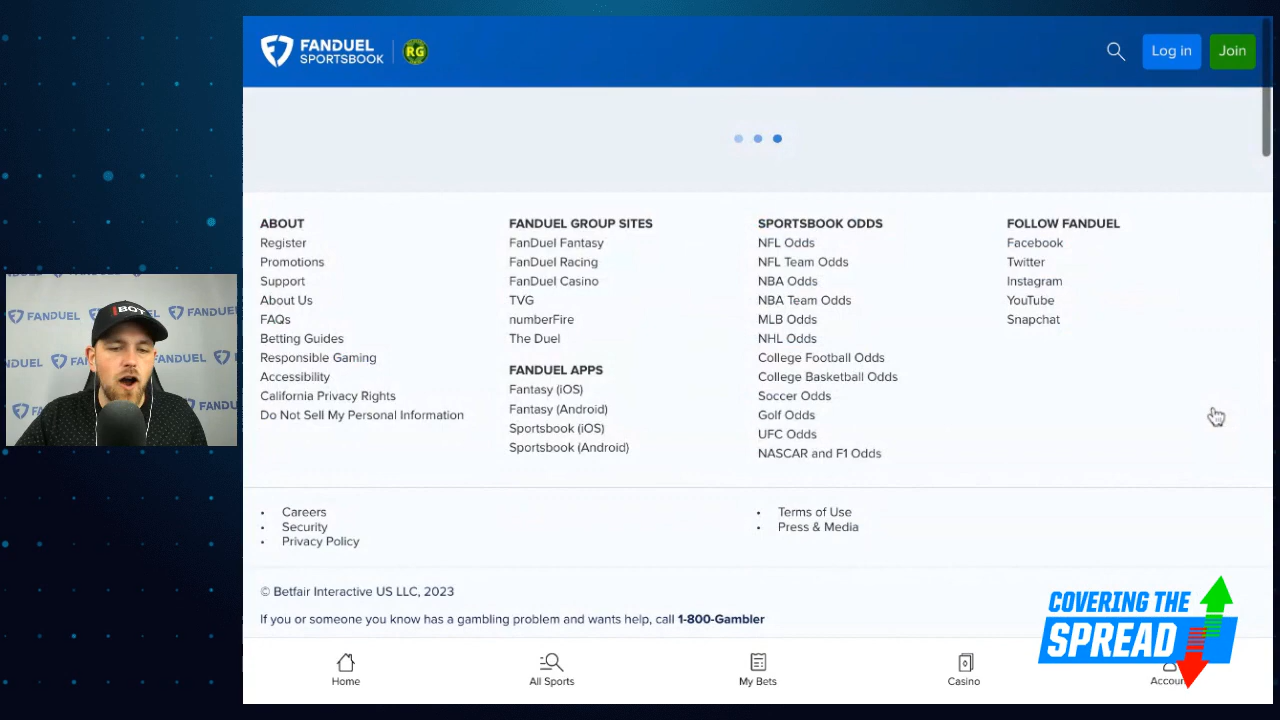 FANDUEL
SPORTSBOOK
RG
Log in
Join
ABOUT
Register
Promotions
Support
About Us
FAQs
Betting Guides
Responsible Gaming
Accessibility
California Privacy Rights
Do Not Sell My Personal Information
FANDUEL GROUP SITES
FanDuel Fantasy
FanDuel Racing
FanDuel Casino
TVG
numberFire
The Duel
FANDUEL APPS
Fantasy (iOS)
Fantasy (Android)
Sportsbook (iOS)
Sportsbook (Android)
SPORTSBOOK ODDS
NFL Odds
NFL Team Odds
NBA Odds
NBA Team Odds
MLB Odds
NHL Odds
College Football Odds
College Basketball Odds
Soccer Odds
Golf Odds
UFC Odds
NASCAR and F1 Odds
FOLLOW FANDUEL
Facebook
Twitter
Instagram
YouTube
Snapchat
FANDUEL
FANDUEL
NDUEL
FAN
FANDUEL
FANDU
• Careers
• Security
• Privacy Policy
• Terms of Use
• Press & Media
© Betfair Interactive US LLC, 2023
If you or someone you know has a gambling problem and wants help, call 1-800-Gambler
Home
All Sports
My Bets
Casino
Accoun
COVERING THE
SPREAD